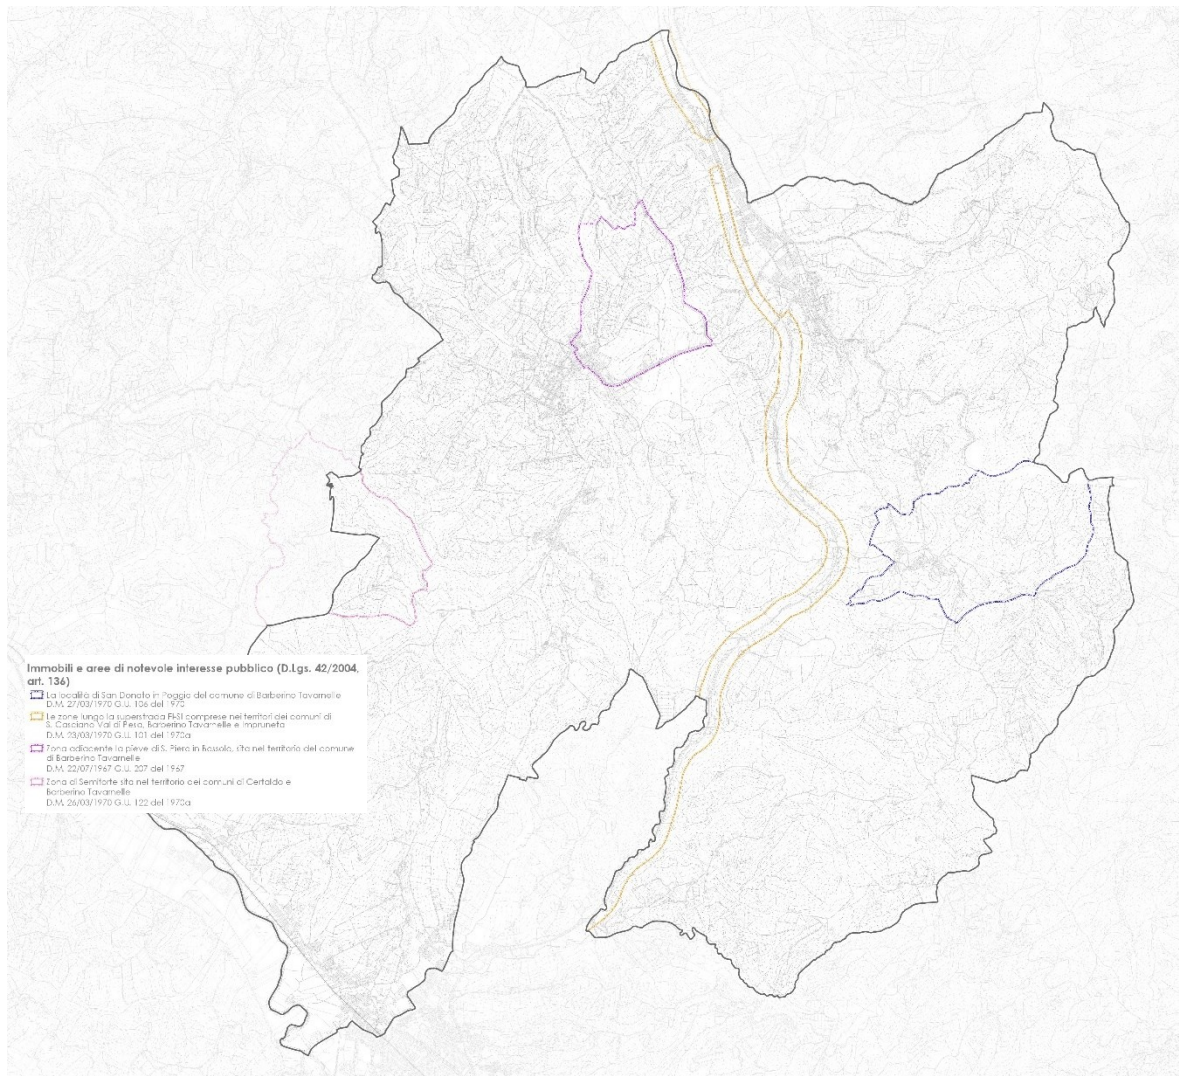 Immobili e aree di notevole interesse pubblico (D.Lgs. 42/2004,
art. 136)
La località di San Donato in Poggio del comune di Barberino Tavarnelle
D.M. 27/03/1970 G.U. 106 del 1970
Le zone lungo la superstrada FI-SI comprese nei territori dei comuni di
S. Casciano Val di Pesa, Barberino Tavarnelle e Impruneta
D.M. 23/03/1970 G.U. 101 del 1970a
Zona adiacente la pieve di S. Piero in Bossolo, sita nel territorio del comune
di Barberino Tavarnelle
D.M. 22/07/1967 G.U. 207 del 1967
Zona di Semifonte sita nel territorio dei comuni di Certaldo e
Barberino Tavarnelle
D.M. 26/03/1970 G.U. 122 del 1970a